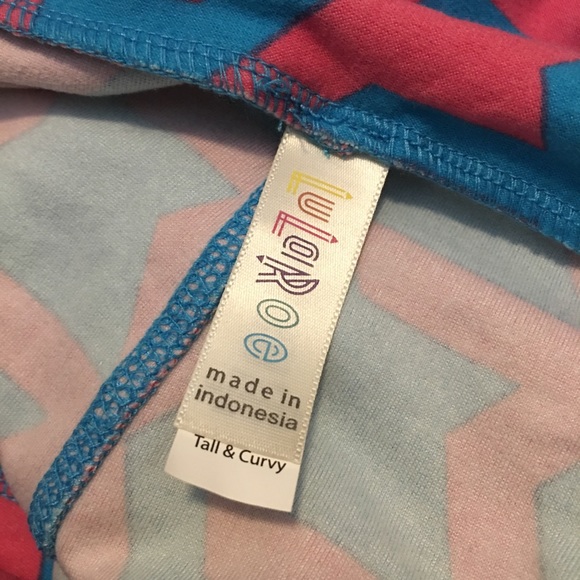 LuLaRoe
made in
indonesia
Tall & Curvy